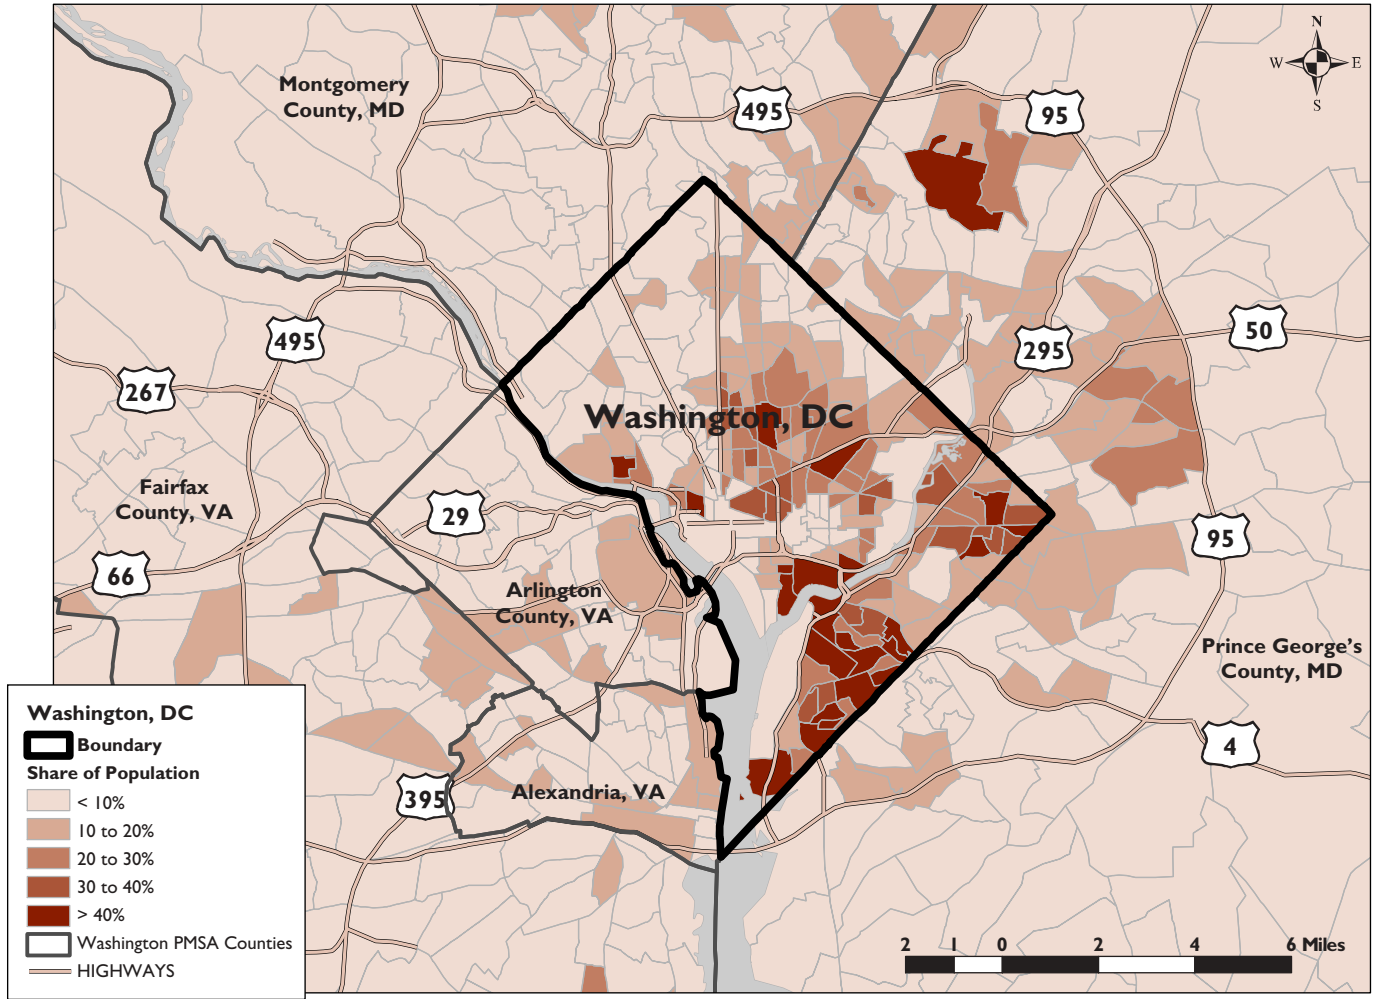 N
W E
S
Montgomery
County, MD
495
95
50
295
495
267
Washington, DC
Fairfax
County, VA
29
95
66
Arlington
County, VA
Prince George's
County, MD
4
395
Alexandria, VA
Washington, DC
Boundary
Share of Population
< 10%
10 to 20%
20 to 30%
30 to 40%
> 40%
Washington PMSA Counties
HIGHWAYS
2 1 0 2 4 6 Miles